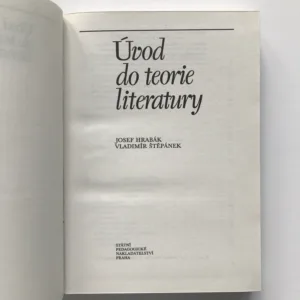 Úvod
do teorie
literatury
JOSEF HRABÁK
VLADIMÍR ŠTĚPÁNEK
STÁTNÍ
PEDAGOGICKÉ
NAKLADATELSTVÍ
PRAHA